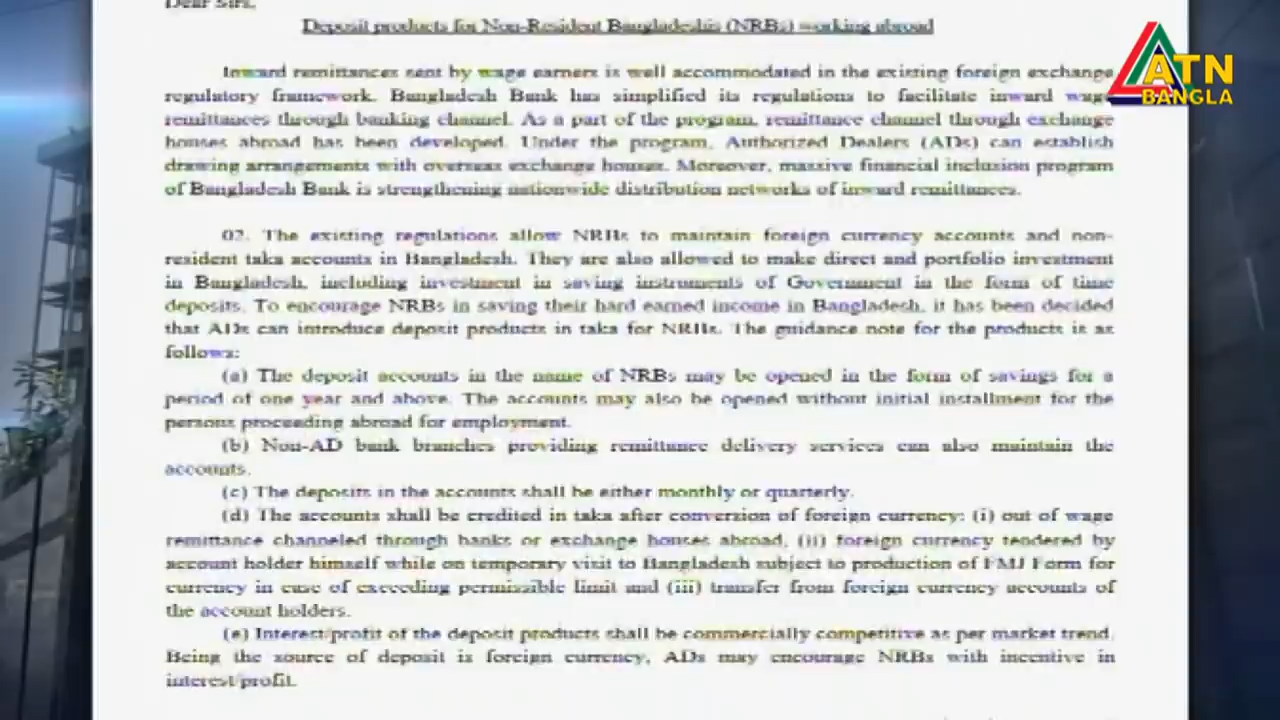 Dear Sirs,
Deposit products for Non-Resident Bangladeshis (NRBs) working abroad
Inward remittances sent by wage earners is well accommodated in the existing foreign exchange
regulatory framework. Bangladesh Bank has simplified its regulations to facilitate inward wage
remittances through banking channel. As a part of the program, remittance channel through exchange
houses abroad has been developed. Under the program, Authorized Dealers (ADs) can establish
drawing arrangements with overseas exchange houses. Moreover, massive financial inclusion program
of Bangladesh Bank is strengthening nationwide distribution networks of inward remittances.
02. The existing regulations allow NRBs to maintain foreign currency accounts and non-
resident taka accounts in Bangladesh. They are also allowed to make direct and portfolio investment
in Bangladesh, including investment in saving instruments of Government in the form of time
deposits. To encourage NRBs in saving their hard earned income in Bangladesh, it has been decided
that ADs can introduce deposit products in taka for NRBs. The guidance note for the products is as
follows:
(a) The deposit accounts in the name of NRBs may be opened in the form of savings for a
period of one year and above. The accounts may also be opened without initial installment for the
persons proceeding abroad for employment.
(b) Non-AD bank branches providing remittance delivery services can also maintain the
accounts.
(c) The deposits in the accounts shall be either monthly or quarterly.
(d) The accounts shall be credited in taka after conversion of foreign currency: (i) out of wage
remittance channeled through banks or exchange houses abroad, (ii) foreign currency tendered by
account holder himself while on temporary visit to Bangladesh subject to production of FMJ Form for
currency in case of exceeding permissible limit and (iii) transfer from foreign currency accounts of
the account holders.
(e) Interest/profit of the deposit products shall be commercially competitive as per market trend.
Being the source of deposit is foreign currency, ADs may encourage NRBs with incentive in
interest/profit.
ATN
BANGLA